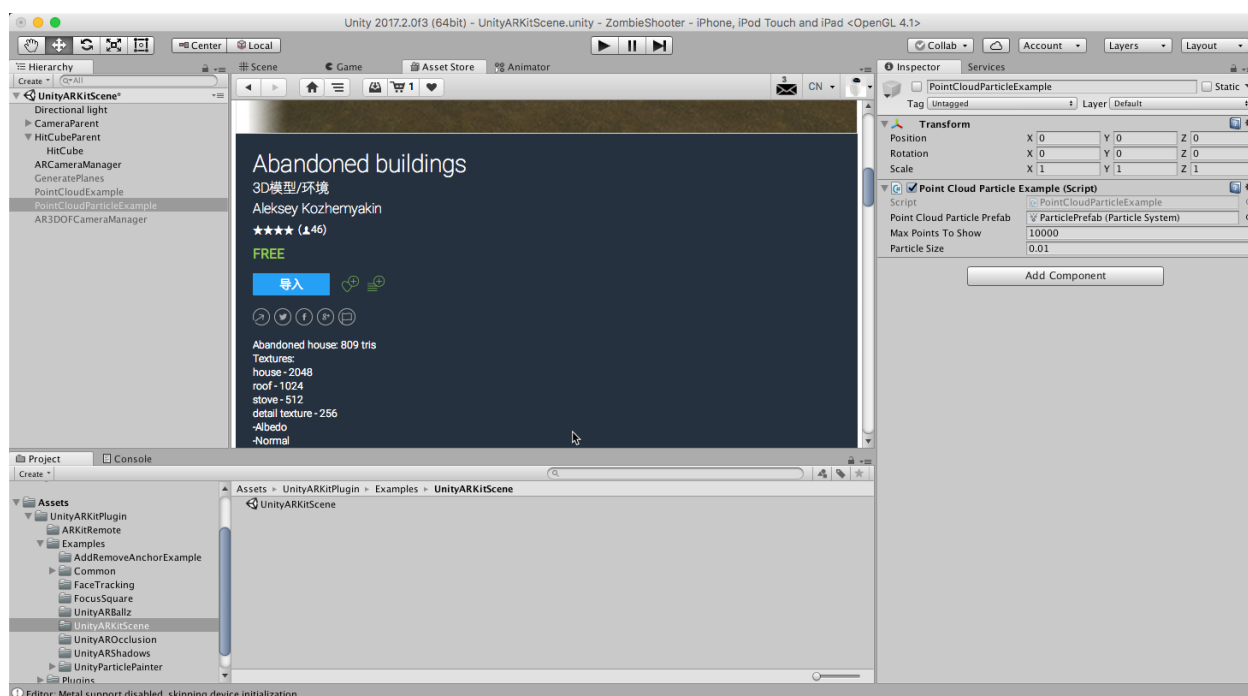 Unity 2017.2.0f3 (64bit) - UnityARKitScene.unity - ZombieShooter - iPhone, iPod Touch and iPad <OpenGL 4.1>
Center Local Collab Account Layers Layout
Hierarchy
Create All
UnityARKitScene*
Directional light
CameraParent
HitCubeParent
HitCube
ARCameraManager
GeneratePlanes
PointCloudExample
PointCloudParticleExample
AR3DOFCameraManager
Scene Game Asset Store Animator
1 3 CN
Abandoned buildings
3D模型/环境
Aleksey Kozhemyakin
★★★★ (46)
FREE
导入
Abandoned house: 809 tris
Textures:
house - 2048
roof - 1024
stove - 512
detail texture - 256
-Albedo
-Normal
Inspector Services
PointCloudParticleExample Static
Tag Untagged Layer Default
Transform
Position X 0 Y 0 Z 0
Rotation X 0 Y 0 Z 0
Scale X 1 Y 1 Z 1
Point Cloud Particle Example (Script)
Script PointCloudParticleExample
Point Cloud Particle Prefab ParticlePrefab (Particle System)
Max Points To Show 10000
Particle Size 0.01
Add Component
Project Console
Create
Assets
UnityARKitPlugin
ARKitRemote
Examples
AddRemoveAnchorExample
Common
FaceTracking
FocusSquare
UnityARBallz
UnityARKitScene
UnityAROcclusion
UnityARShadows
UnityParticlePainter
Plugins
Assets ▸ UnityARKitPlugin ▸ Examples ▸ UnityARKitScene
UnityARKitScene
Editor: Metal support disabled, skipping device initialization